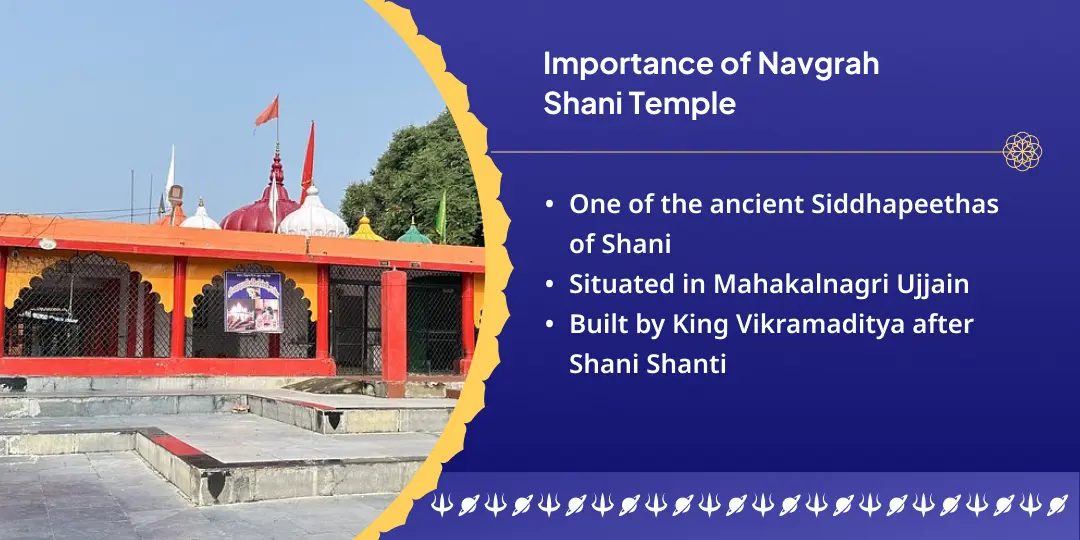 Importance of Navgrah
Shani Temple
• One of the ancient Siddhapeethas
of Shani
• Situated in Mahakalnagri Ujjain
• Built by King Vikramaditya after
Shani Shanti